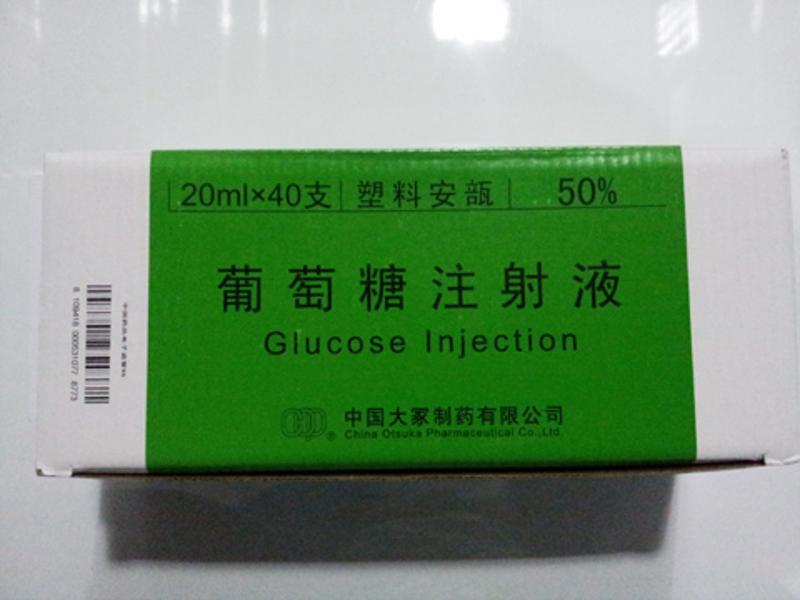 20ml×40支 塑料安瓿 50%
葡萄糖注射液
Glucose Injection
中国大冢制药有限公司
China Otsuka Pharmaceutical Co.,Ltd.